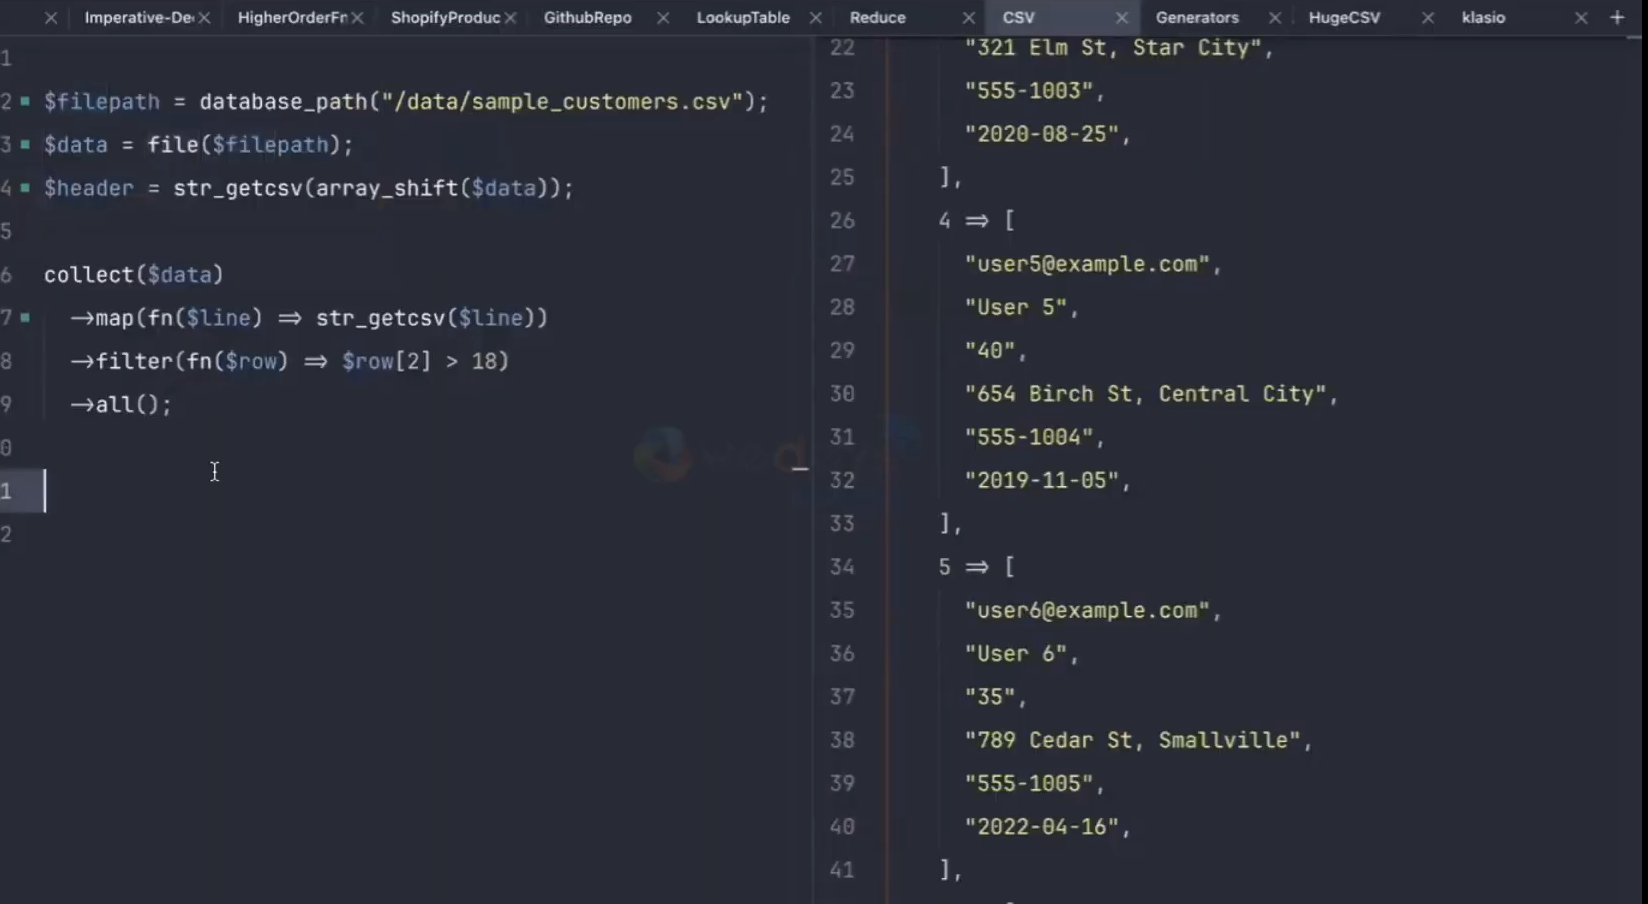 Imperative-De
HigherOrderFn
ShopifyProduc
GithubRepo
LookupTable
Reduce
CSV
Generators
HugeCSV
klasio
1
2 $filepath = database_path("/data/sample_customers.csv");
3 $data = file($filepath);
4 $header = str_getcsv(array_shift($data));
5
6 collect($data)
7 ->map(fn($line) => str_getcsv($line))
8 ->filter(fn($row) => $row[2] > 18)
9 ->all();
0
1
2
22 "321 Elm St, Star City",
23 "555-1003",
24 "2020-08-25",
25 ],
26 4 => [
27 "user5@example.com",
28 "User 5",
29 "40",
30 "654 Birch St, Central City",
31 "555-1004",
32 "2019-11-05",
33 ],
34 5 => [
35 "user6@example.com",
36 "User 6",
37 "35",
38 "789 Cedar St, Smallville",
39 "555-1005",
40 "2022-04-16",
41 ],